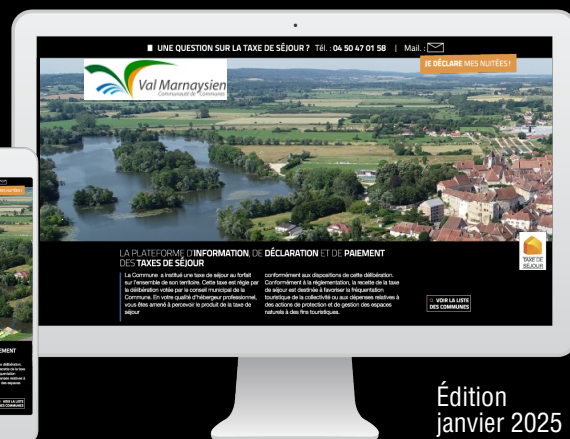 UNE QUESTION SUR LA TAXE DE SÉJOUR ? Tél. : 04 50 47 01 58 | Mail. :
JE DÉCLARE MES NUITÉES !
Val Marnaysien
Communauté de Communes
LA PLATEFORME D'INFORMATION, DE DÉCLARATION ET DE PAIEMENT
DES TAXES DE SÉJOUR
La Commune a institué une taxe de séjour au forfait
sur l'ensemble de son territoire. Cette taxe est régie par
la délibération votée par le conseil municipal de la
Commune. En votre qualité d'hébergeur professionnel,
vous êtes amené à percevoir le produit de la taxe de
séjour
conformément aux dispositions de cette délibération.
Conformément à la règlementation, la recette de la taxe
de séjour est destinée à favoriser la fréquentation
touristique de la collectivité ou aux dépenses relatives à
des actions de protection et de gestion des espaces
naturels à des fins touristiques.
TAXE DE
SÉJOUR
VOIR LA LISTE
DES COMMUNES
VOIR LA LISTE
DES COMMUNES
Édition
janvier 2025